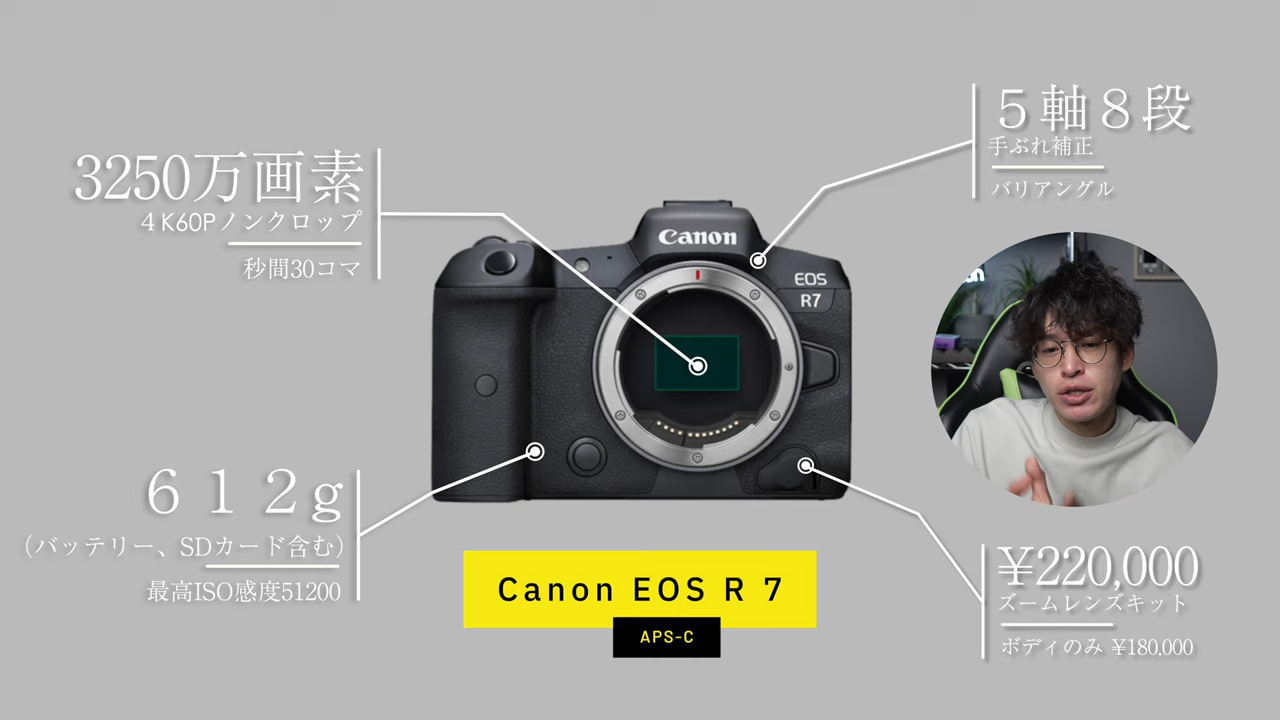 5軸8段
手ぶれ補正
バリアングル
3250万画素
4K60Pノンクロップ
秒間30コマ
Canon
EOS
R7
612g
(バッテリー、SDカード含む)
最高ISO感度51200
¥220,000
ズームレンズキット
ボディのみ ¥180,000
Canon EOS R 7
APS-C